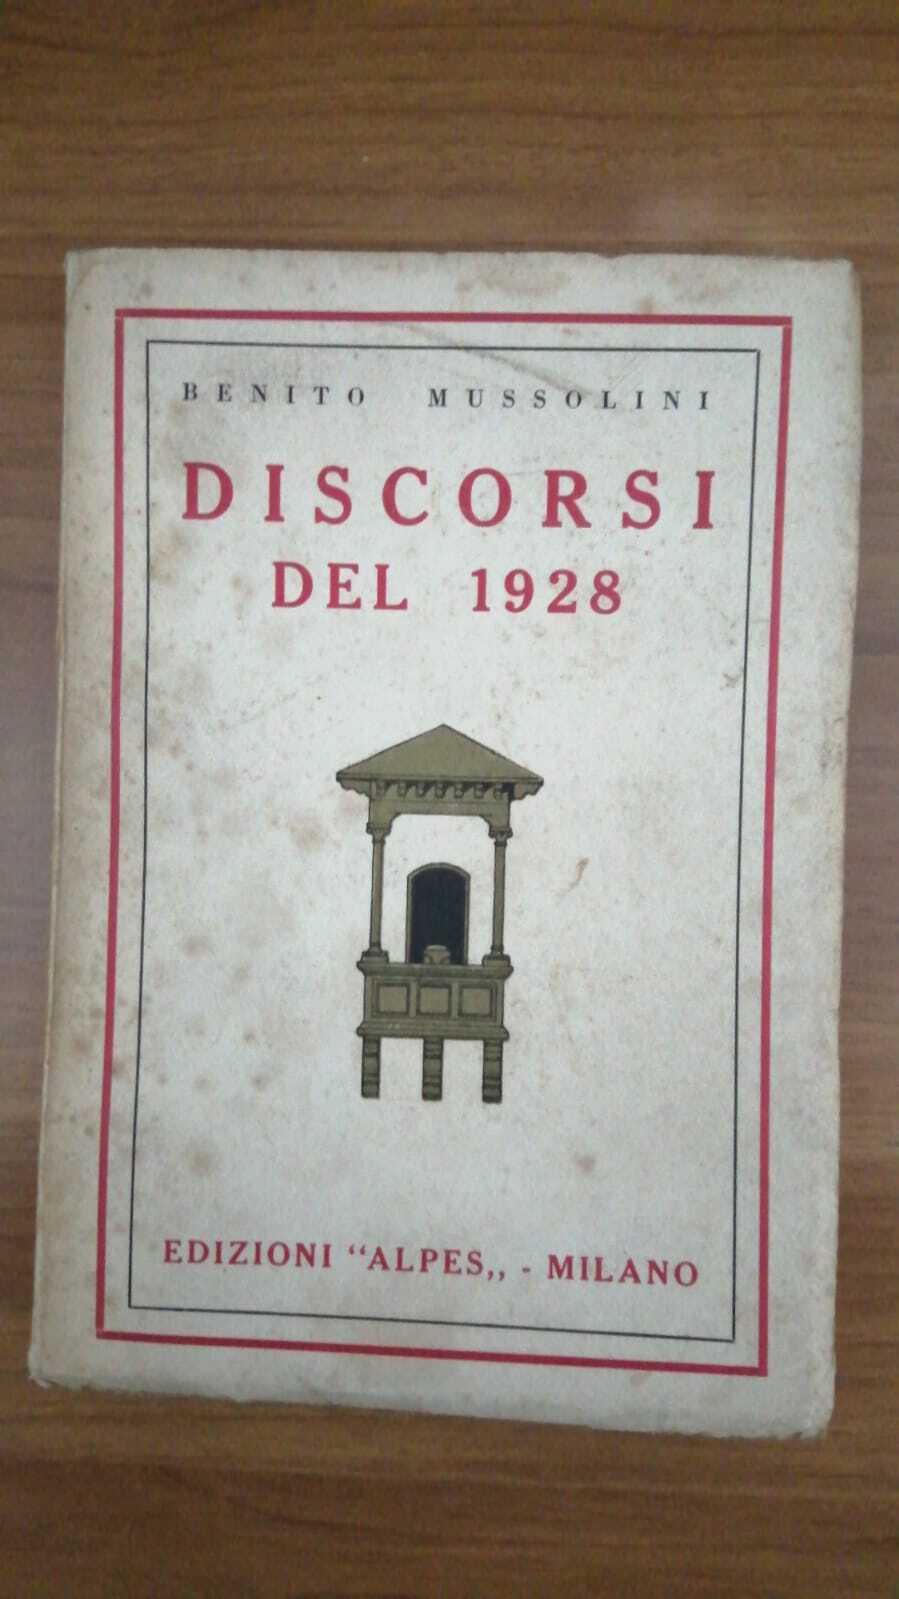 BENITO MUSSOLINI
DISCORSI
DEL 1928
EDIZIONI “ALPES„ - MILANO